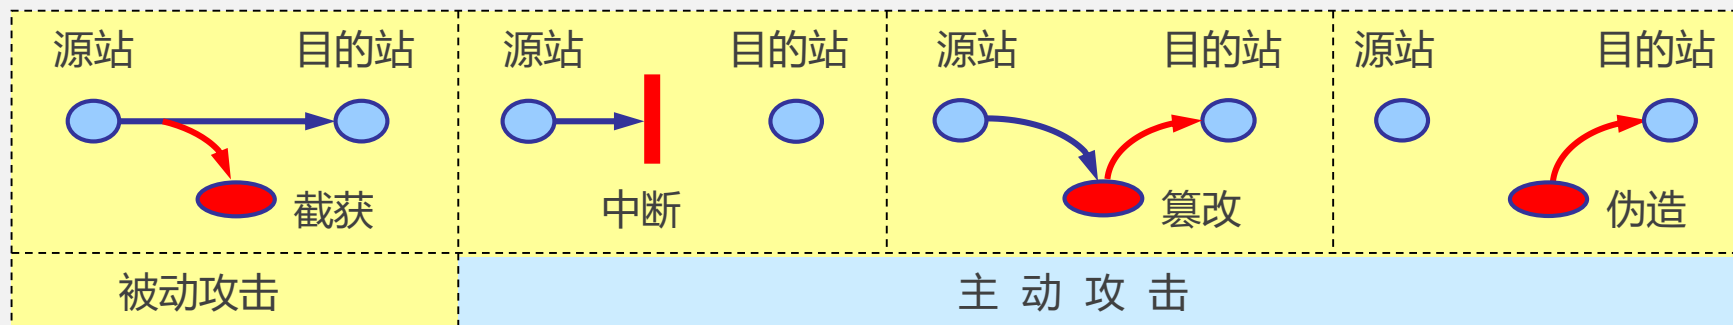 源站 目的站 源站 目的站 源站 目的站 源站 目的站
截获 中断 篡改 伪造
被动攻击 主动攻击